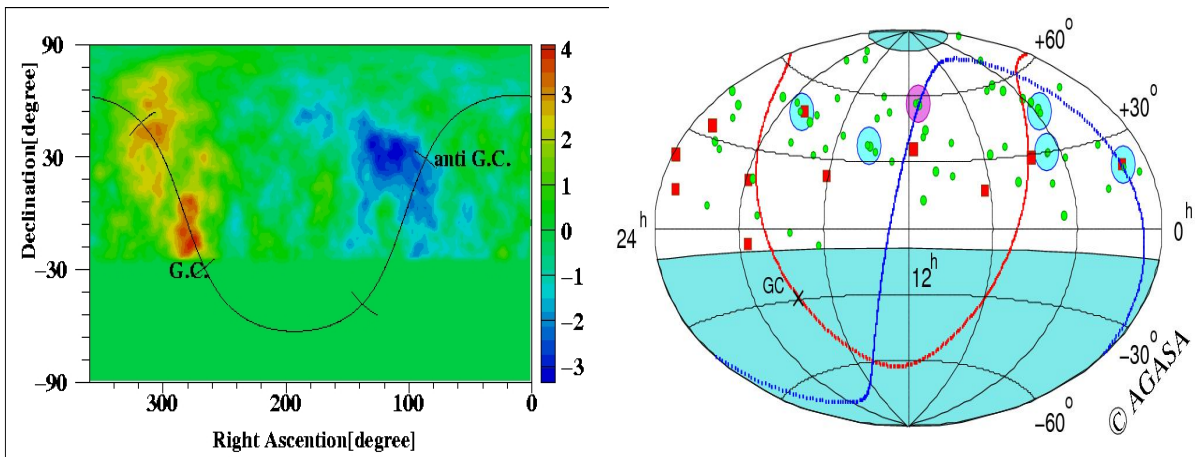 90
30
−30
−90
Declination[degree]
300
200
100
0
Right Ascention[degree]
G.C.
anti G.C.
4
3
2
1
0
−1
−2
−3
+60°
+30°
0h
24h
12h
GC
−30°
−60°
© AGASA